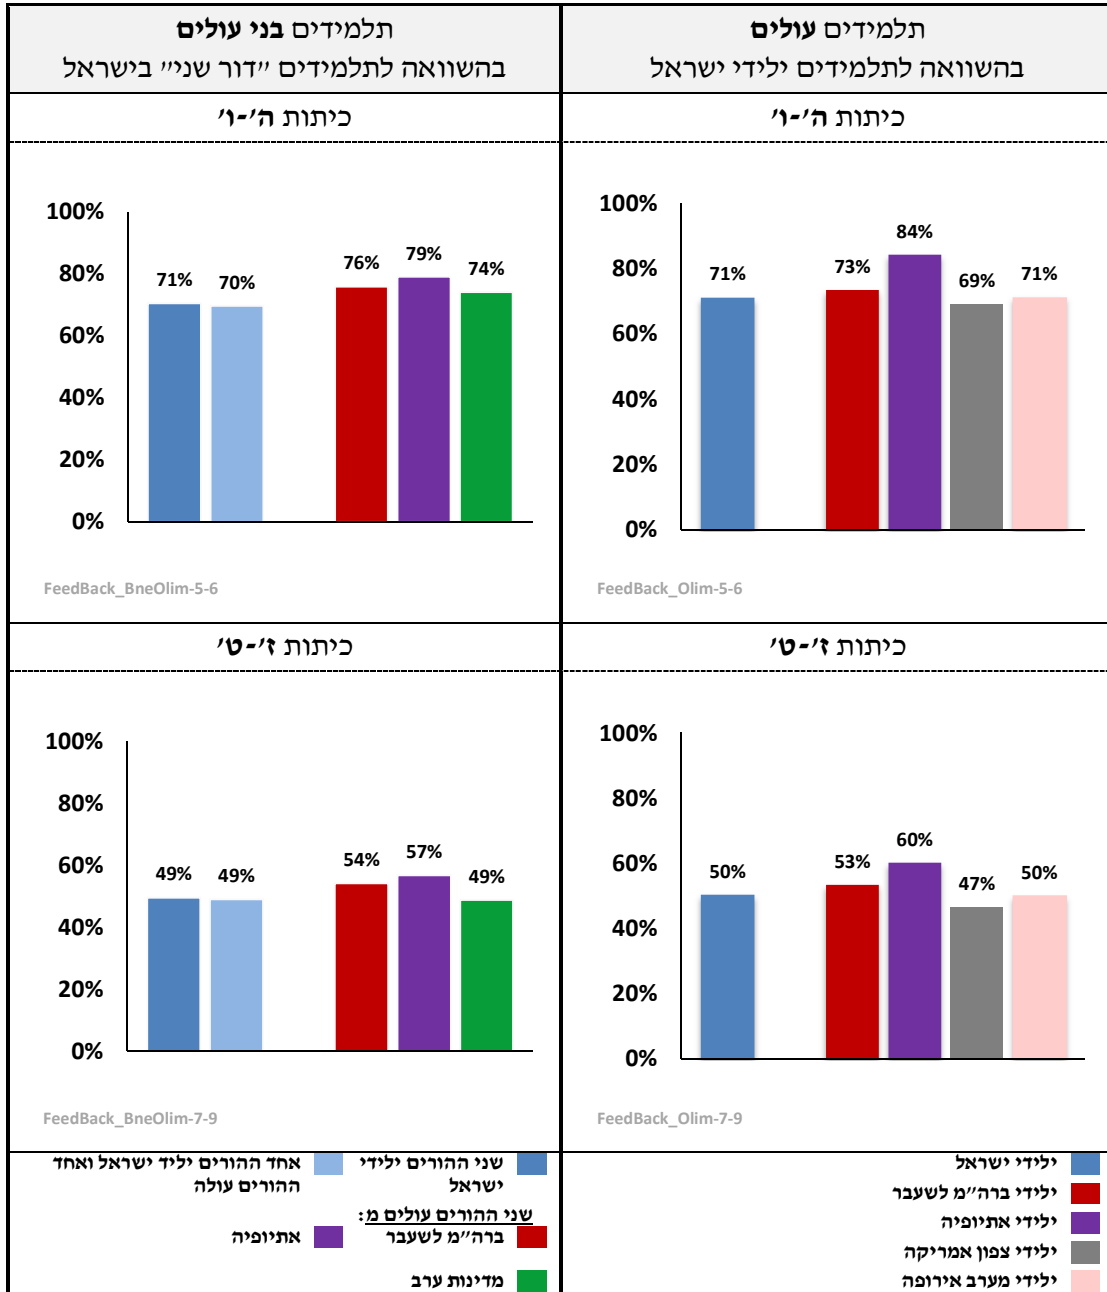 תלמידים עולים
בהשוואה לתלמידים ילידי ישראל
תלמידים בני עולים
בהשוואה לתלמידים ״דור שני״ בישראל
כיתות ה׳-ו׳
100%
80%
60%
40%
20%
0%
71%
73%
84%
69%
71%
FeedBack_Olim-5-6
כיתות ה׳-ו׳
100%
80%
60%
40%
20%
0%
71%
70%
76%
79%
74%
FeedBack_BneOlim-5-6
כיתות ז׳-ט׳
100%
80%
60%
40%
20%
0%
50%
53%
60%
47%
50%
FeedBack_Olim-7-9
כיתות ז׳-ט׳
100%
80%
60%
40%
20%
0%
49%
49%
54%
57%
49%
FeedBack_BneOlim-7-9
ילידי ישראל
ילידי ברה״מ לשעבר
ילידי אתיופיה
ילידי צפון אמריקה
ילידי מערב אירופה
שני ההורים ילידי
ישראל
אחד ההורים יליד ישראל ואחד
ההורים עולה
שני ההורים עולים מ:
ברה״מ לשעבר
אתיופיה
מדינות ערב